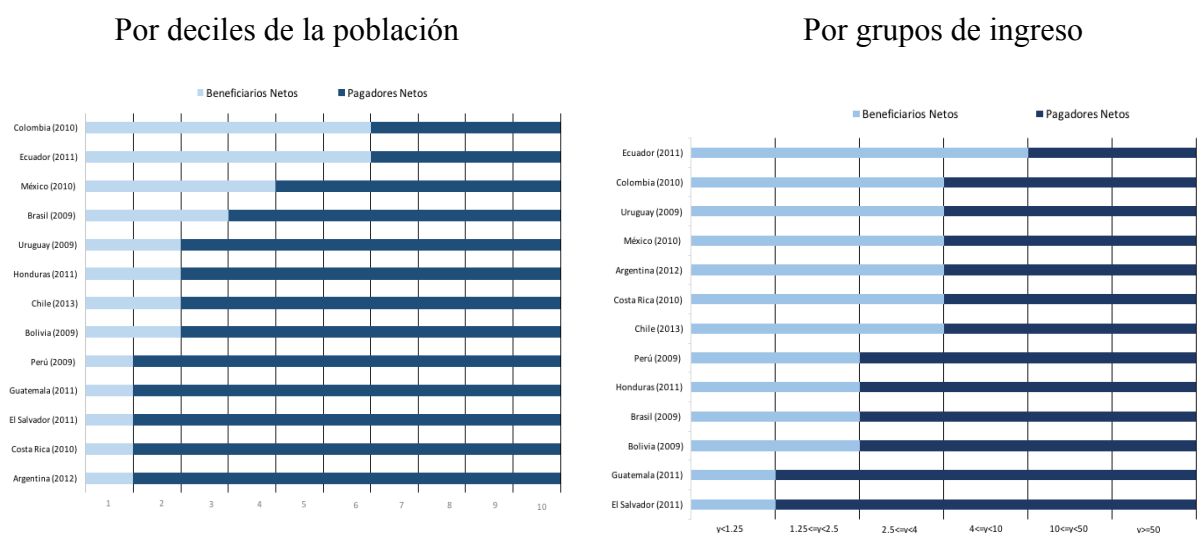 Por deciles de la población
Beneficiarios Netos Pagadores Netos
Colombia (2010)
Ecuador (2011)
México (2010)
Brasil (2009)
Uruguay (2009)
Honduras (2011)
Chile (2013)
Bolivia (2009)
Perú (2009)
Guatemala (2011)
El Salvador (2011)
Costa Rica (2010)
Argentina (2012)
1 2 3 4 5 6 7 8 9 10
Por grupos de ingreso
Beneficiarios Netos Pagadores Netos
Ecuador (2011)
Colombia (2010)
Uruguay (2009)
México (2010)
Argentina (2012)
Costa Rica (2010)
Chile (2013)
Perú (2009)
Honduras (2011)
Brasil (2009)
Bolivia (2009)
Guatemala (2011)
El Salvador (2011)
y<1.25 1.25<=y<2.5 2.5<=y<4 4<=y<10 10<=y<50 y>=50